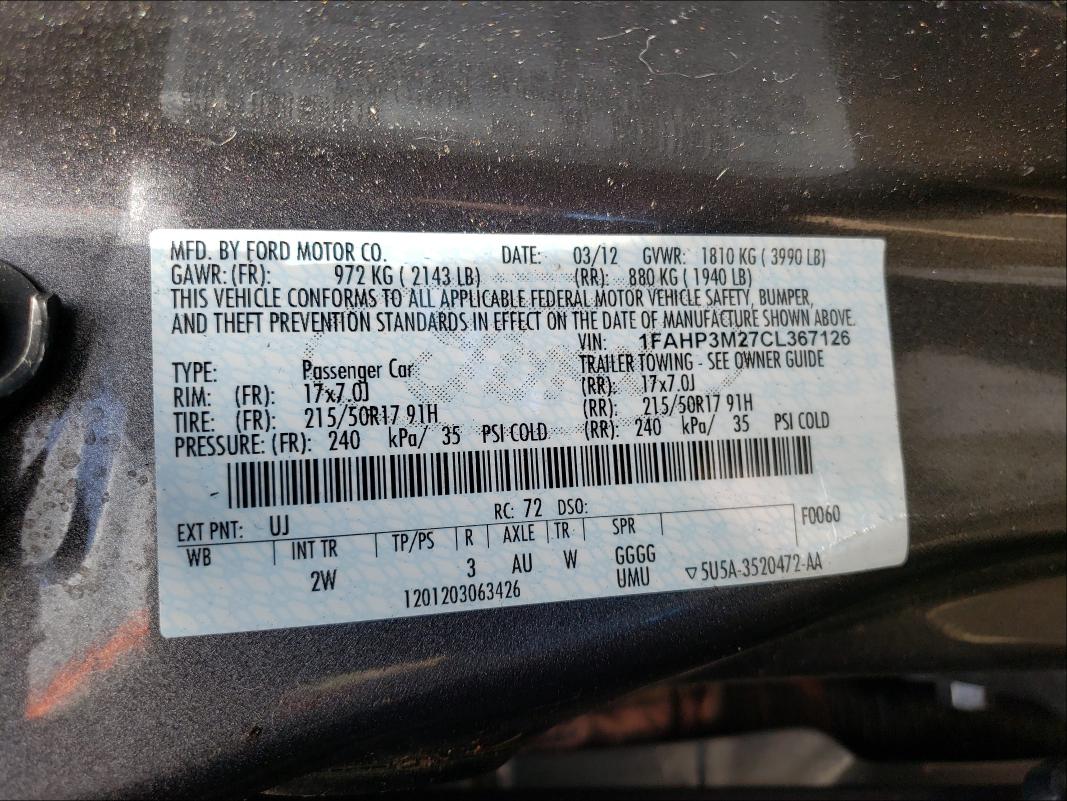 MFD. BY FORD MOTOR CO. DATE: 03/12 GVWR: 1810 KG ( 3990 LB)
GAWR: (FR): 972 KG ( 2143 LB) (RR): 880 KG ( 1940 LB)
THIS VEHICLE CONFORMS TO ALL APPLICABLE FEDERAL MOTOR VEHICLE SAFETY, BUMPER,
AND THEFT PREVENTION STANDARDS IN EFFECT ON THE DATE OF MANUFACTURE SHOWN ABOVE.
VIN: 1FAHP3M27CL367126
TYPE: Passenger Car TRAILER TOWING - SEE OWNER GUIDE
RIM: (FR): 17x7.0J (RR): 17x7.0J
TIRE: (FR): 215/50R17 91H (RR): 215/50R17 91H
PRESSURE: (FR): 240 kPa/ 35 PSI COLD (RR): 240 kPa/ 35 PSI COLD
EXT PNT: UJ RC: 72 DSO: F0060
WB INT TR TP/PS R AXLE TR SPR
2W 3 AU W GGGG
1201203063426 UMU ▽5U5A-3520472-AA